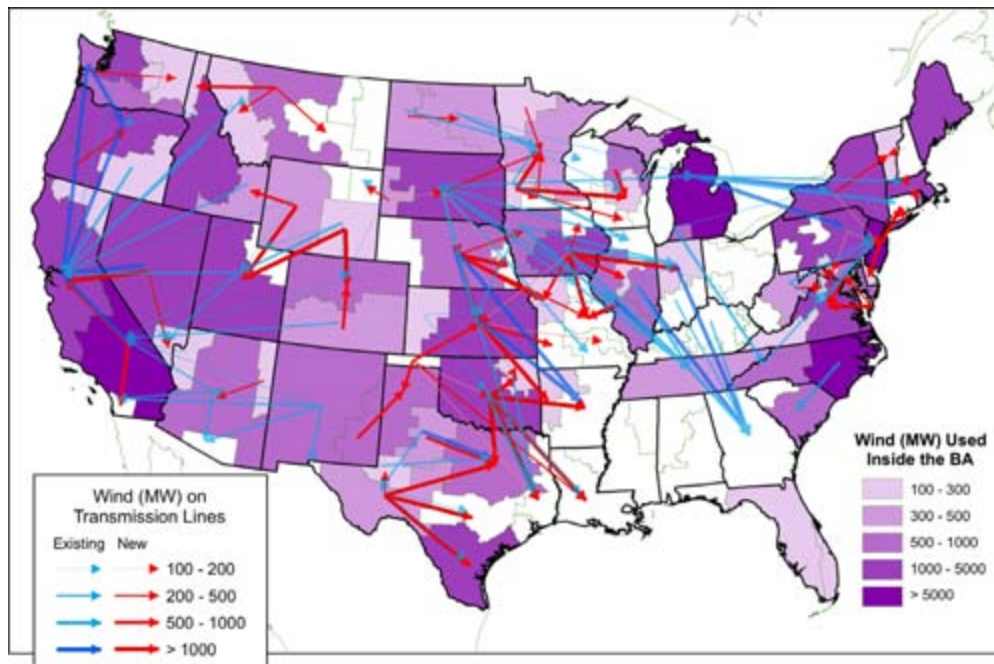 Wind (MW) on
Transmission Lines
Existing New
100 - 200
200 - 500
500 - 1000
> 1000
Wind (MW) Used
Inside the BA
100 - 300
300 - 500
500 - 1000
1000 - 5000
> 5000